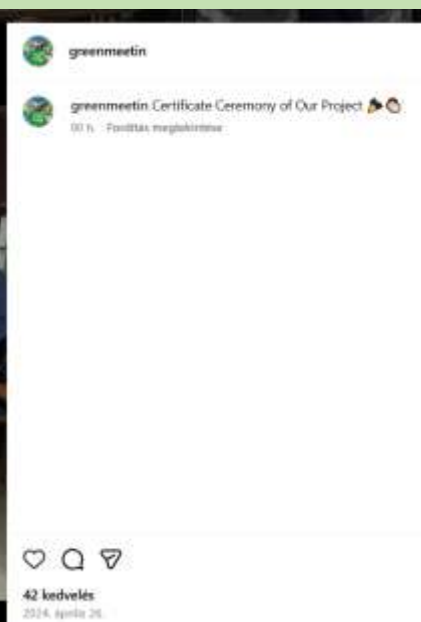 greenmeetin
greenmeetin Certificate Ceremony of Our Project 🎉👏
Fordítás megtekintése
42 kedvelés
2024. április 26.